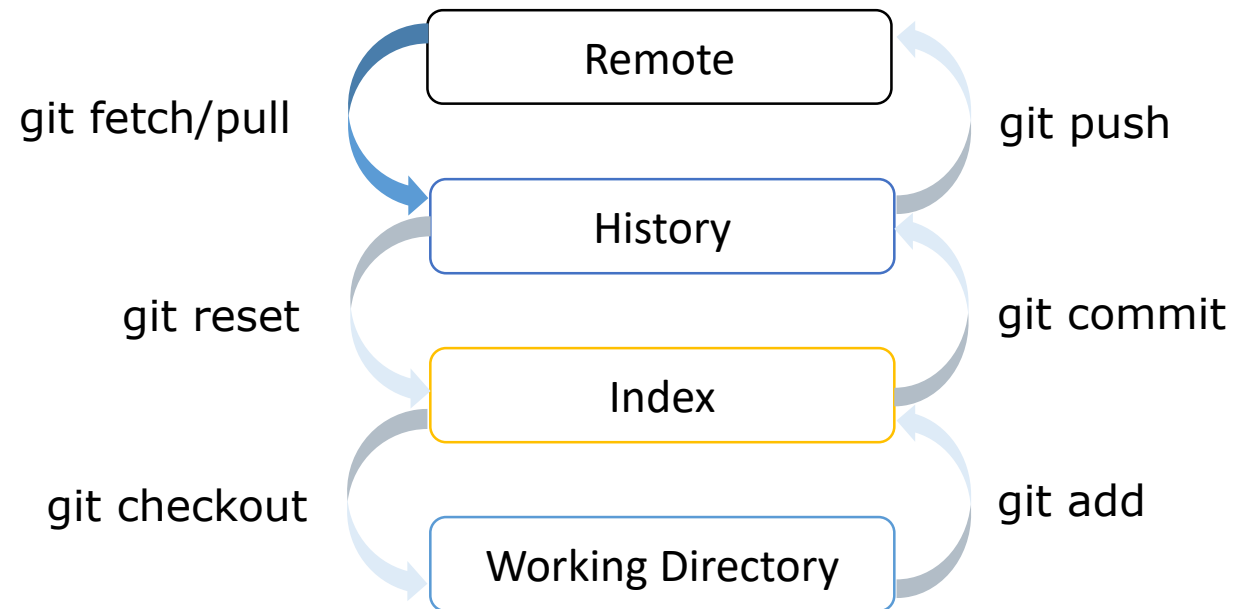 Remote
git fetch/pull
git push
History
git reset
git commit
Index
git checkout
git add
Working Directory